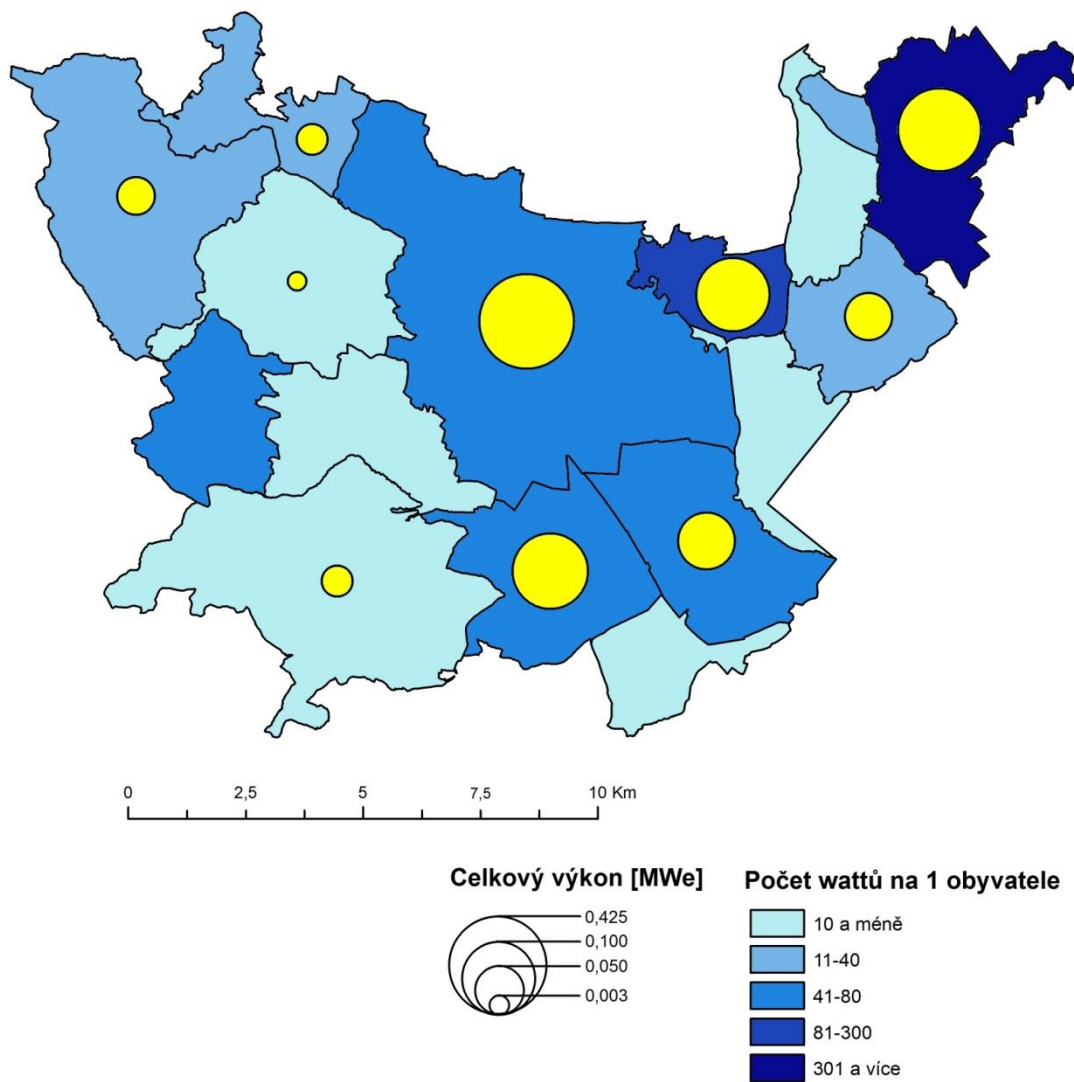 0 2,5 5 7,5 10 Km
Celkový výkon [MWe]
0,425
0,100
0,050
0,003
Počet wattů na 1 obyvatele
10 a méně
11-40
41-80
81-300
301 a více